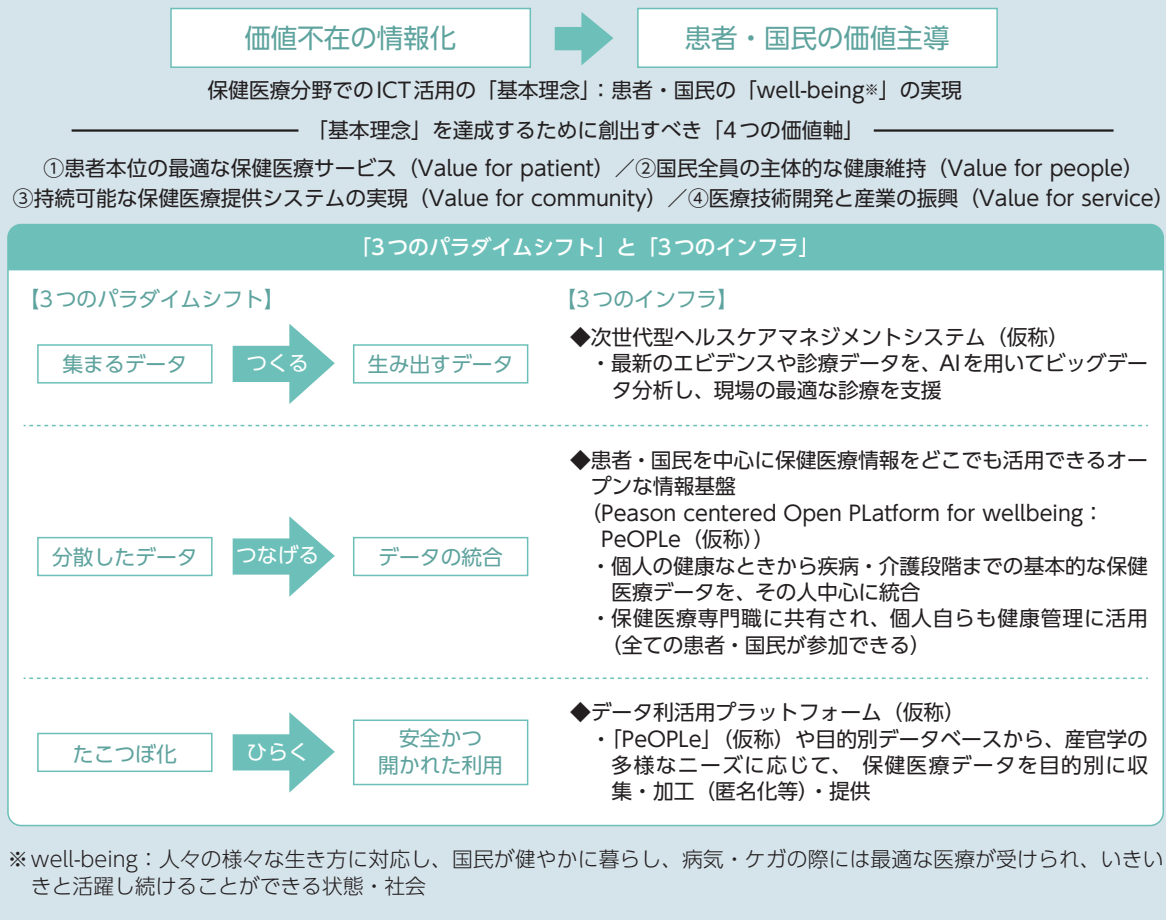 価値不在の情報化
患者・国民の価値主導
保健医療分野でのICT活用の「基本理念」：患者・国民の「well-being※」の実現
「基本理念」を達成するために創出すべき「4つの価値軸」
①患者本位の最適な保健医療サービス（Value for patient）／②国民全員の主体的な健康維持（Value for people）
③持続可能な保健医療提供システムの実現（Value for community）／④医療技術開発と産業の振興（Value for service）
「3つのパラダイムシフト」と「3つのインフラ」
【3つのパラダイムシフト】
【3つのインフラ】
集まるデータ
つくる
生み出すデータ
◆次世代型ヘルスケアマネジメントシステム（仮称）
・最新のエビデンスや診療データを、AIを用いてビッグデー
タ分析し、現場の最適な診療を支援
分散したデータ
つなげる
データの統合
◆患者・国民を中心に保健医療情報をどこでも活用できるオー
プンな情報基盤
（Peason centered Open PLatform for wellbeing：
PeOPLe（仮称））
・個人の健康なときから疾病・介護段階までの基本的な保健
医療データを、その人中心に統合
・保健医療専門職に共有され、個人自らも健康管理に活用
（全ての患者・国民が参加できる）
たこつぼ化
ひらく
安全かつ
開かれた利用
◆データ利活用プラットフォーム（仮称）
・「PeOPLe」（仮称）や目的別データベースから、産官学の
多様なニーズに応じて、 保健医療データを目的別に収
集・加工（匿名化等）・提供
※well-being：人々の様々な生き方に対応し、国民が健やかに暮らし、病気・ケガの際には最適な医療が受けられ、いきい
きと活躍し続けることができる状態・社会